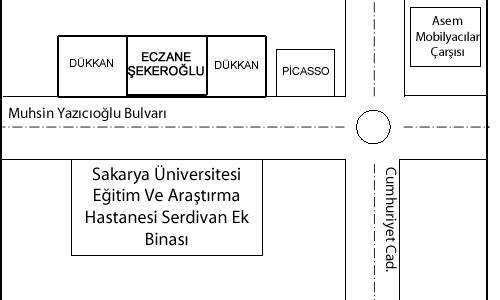 Asem
Mobilyacılar
Çarşısı
DÜKKAN
ECZANE
ŞEKEROĞLU
DÜKKAN
PİCASSO
Muhsin Yazıcıoğlu Bulvarı
Sakarya Üniversitesi
Eğitim Ve Araştırma
Hastanesi Serdivan Ek
Binası
Cumhuriyet Cad.